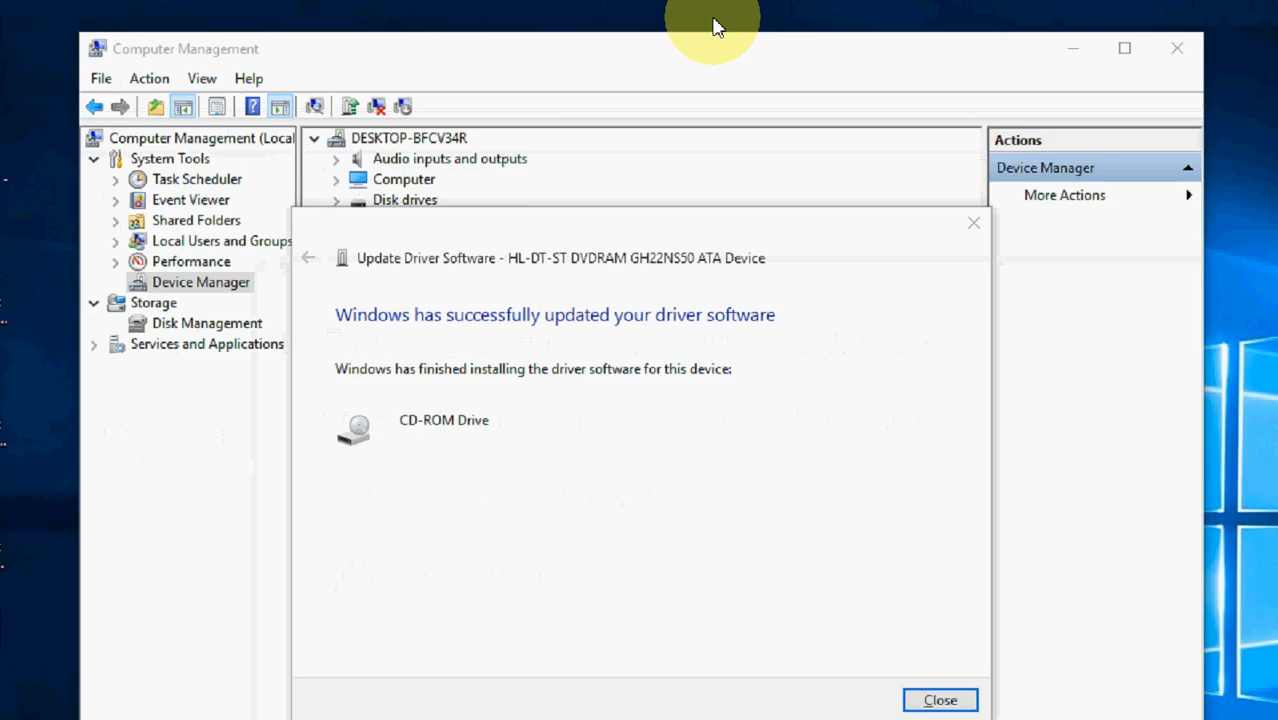 Computer Management
File Action View Help
Computer Management (Local
System Tools
Task Scheduler
Event Viewer
Shared Folders
Local Users and Groups
Performance
Device Manager
Storage
Disk Management
Services and Applications
DESKTOP-BFCV34R
Audio inputs and outputs
Computer
Disk drives
Actions
Device Manager
More Actions
Update Driver Software - HL-DT-ST DVDRAM GH22NS50 ATA Device
Windows has successfully updated your driver software
Windows has finished installing the driver software for this device:
CD-ROM Drive
Close